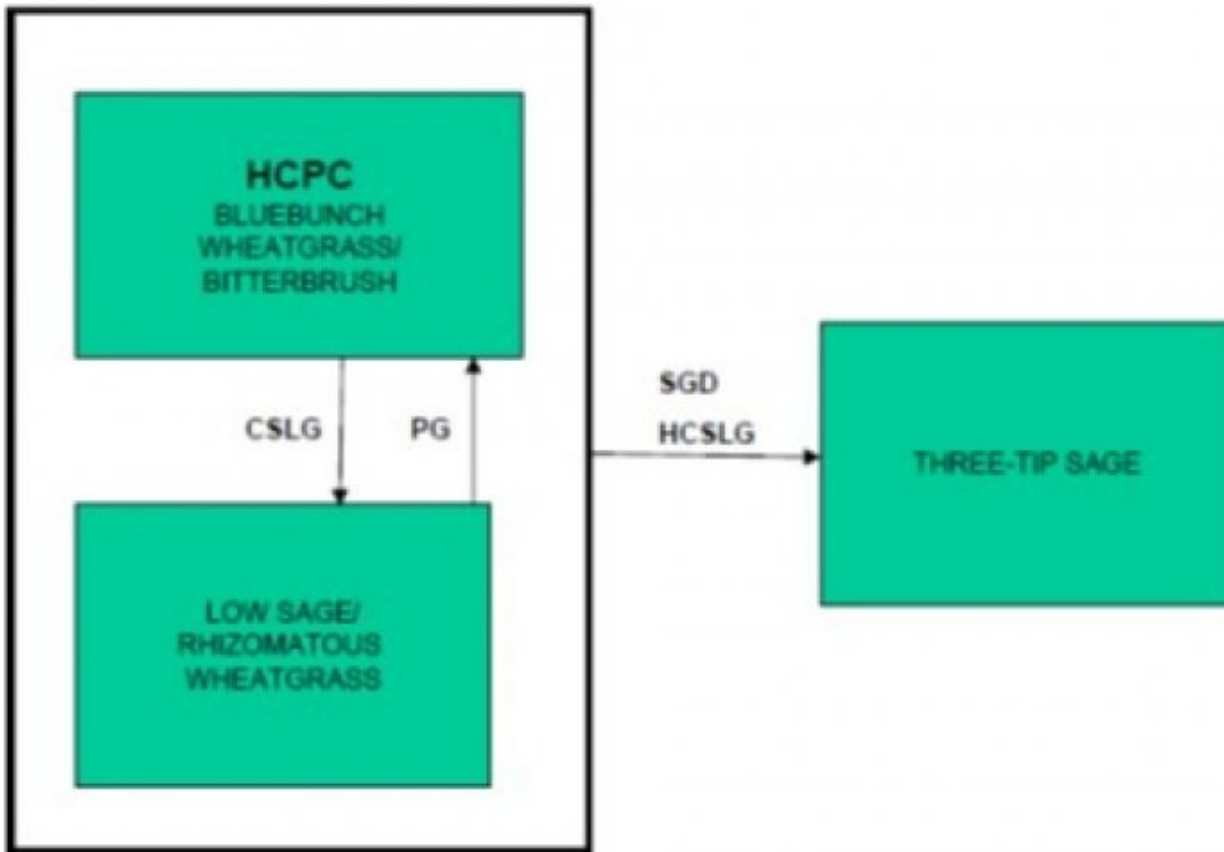 HCPC
BLUEBUNCH
WHEATGRASS/
BITTERBRUSH
CSLG
PG
LOW SAGE/
RHIZOMATOUS
WHEATGRASS
SGD
HCSLG
THREE-TIP SAGE